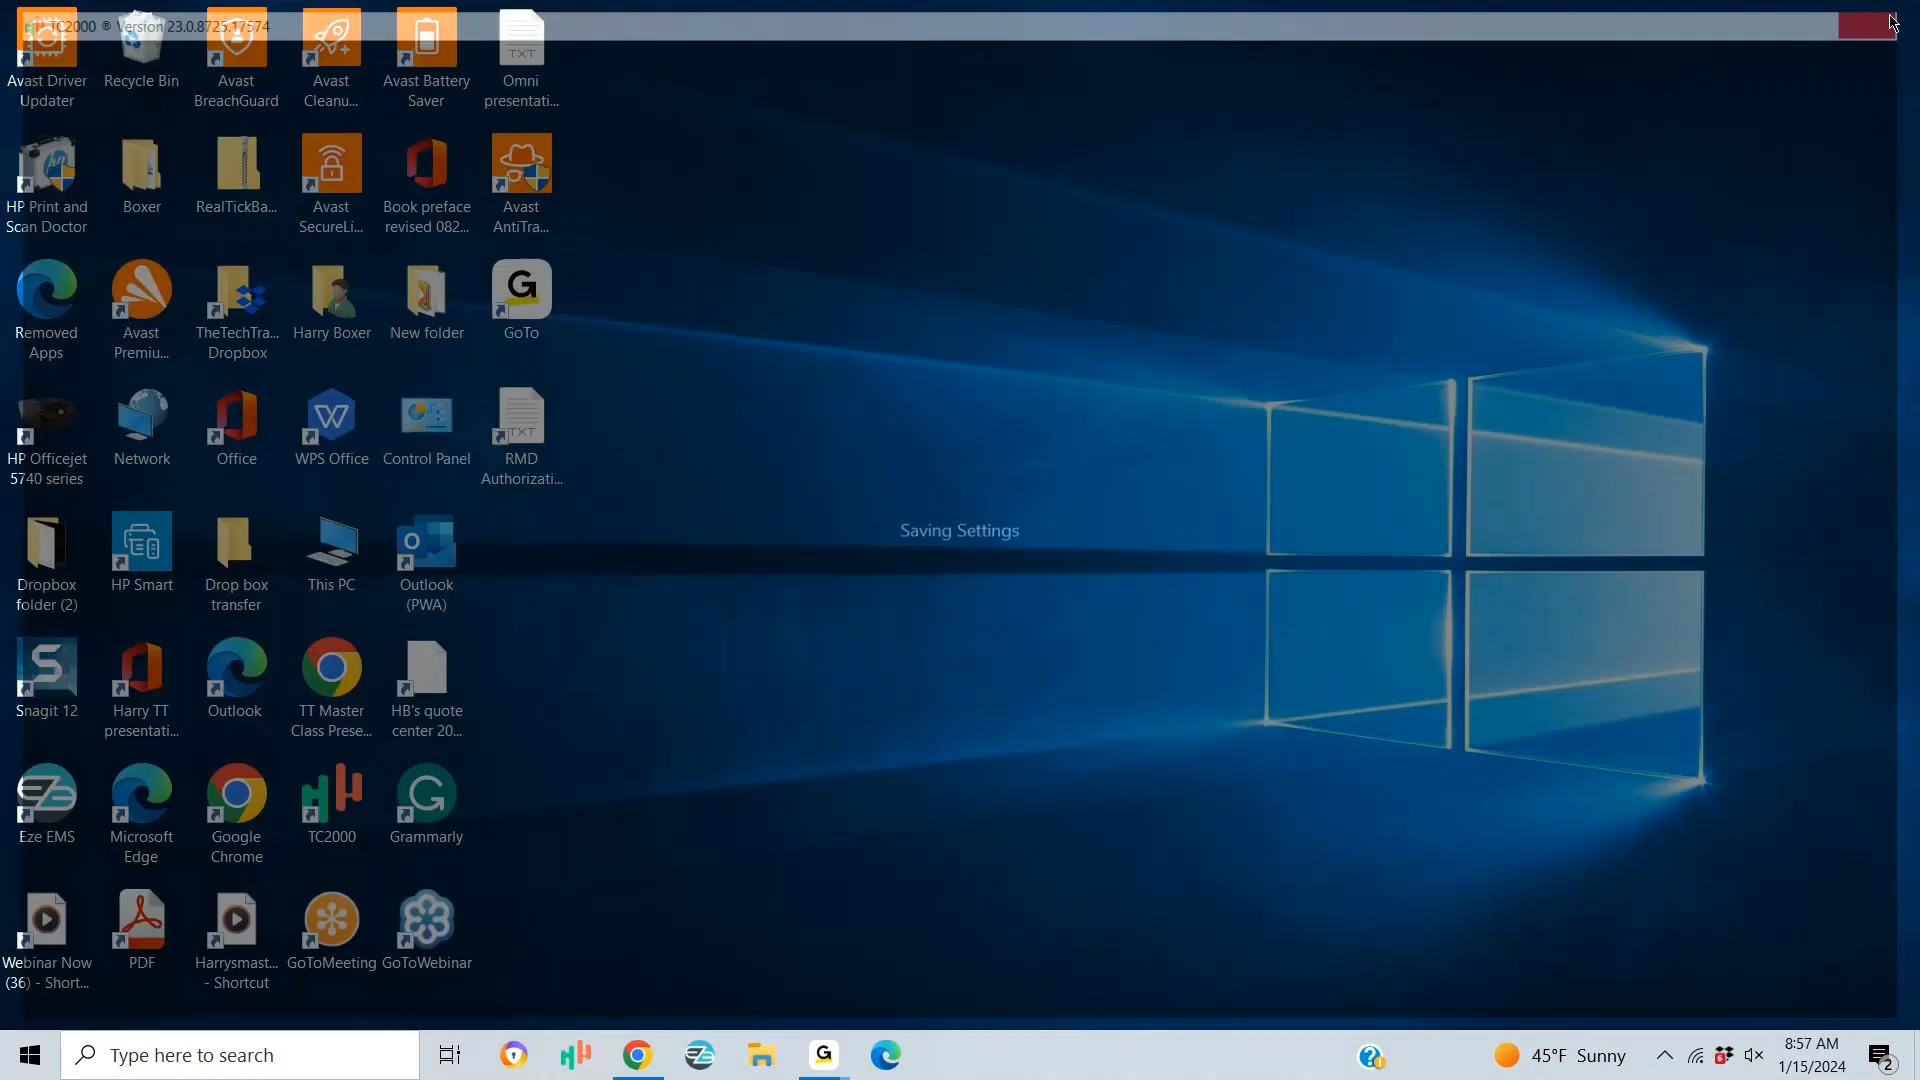 TC2000 ® Version 23.0.8725.17574
Avast Driver
Updater
Recycle Bin
Avast
BreachGuard
Avast
Cleanu...
Avast Battery
Saver
TXT
Omni
presentati...
hp
HP Print and
Scan Doctor
Boxer
RealTickBa...
Avast
SecureLi...
Book preface
revised 082...
Avast
AntiTra...
Removed
Apps
Avast
Premiu...
TheTechTra...
Dropbox
Harry Boxer
New folder
G
GoTo
HP Officejet
5740 series
Network
Office
W
WPS Office
Control Panel
TXT
RMD
Authorizati...
Saving Settings
Dropbox
folder (2)
HP Smart
Drop box
transfer
This PC
O
Outlook
(PWA)
S
Snagit 12
Harry TT
presentati...
Outlook
TT Master
Class Prese...
HB's quote
center 20...
Eze EMS
Microsoft
Edge
Google
Chrome
TC2000
G
Grammarly
Webinar Now
(36) - Short...
PDF
Harrysmast...
- Shortcut
GoToMeeting
GoToWebinar
Type here to search
G
45°F Sunny
8:57 AM
1/15/2024
2